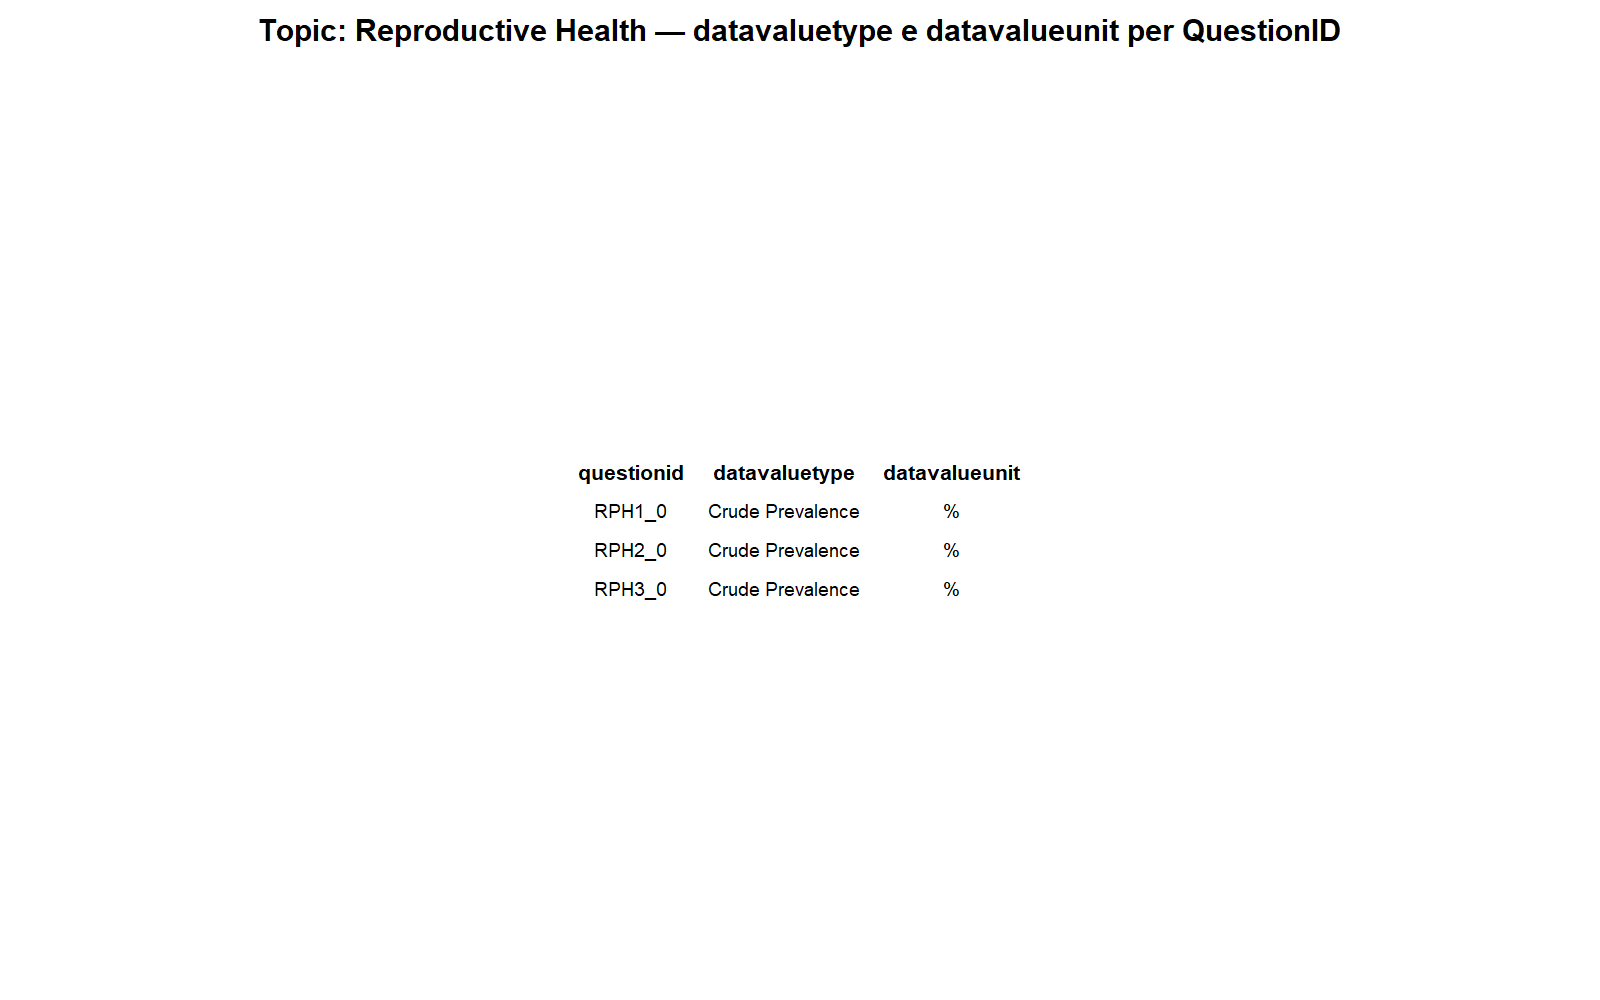 Topic: Reproductive Health — datavaluetype e datavalueunit per QuestionID
questionid datavaluetype datavalueunit
RPH1_0 Crude Prevalence %
RPH2_0 Crude Prevalence %
RPH3_0 Crude Prevalence %